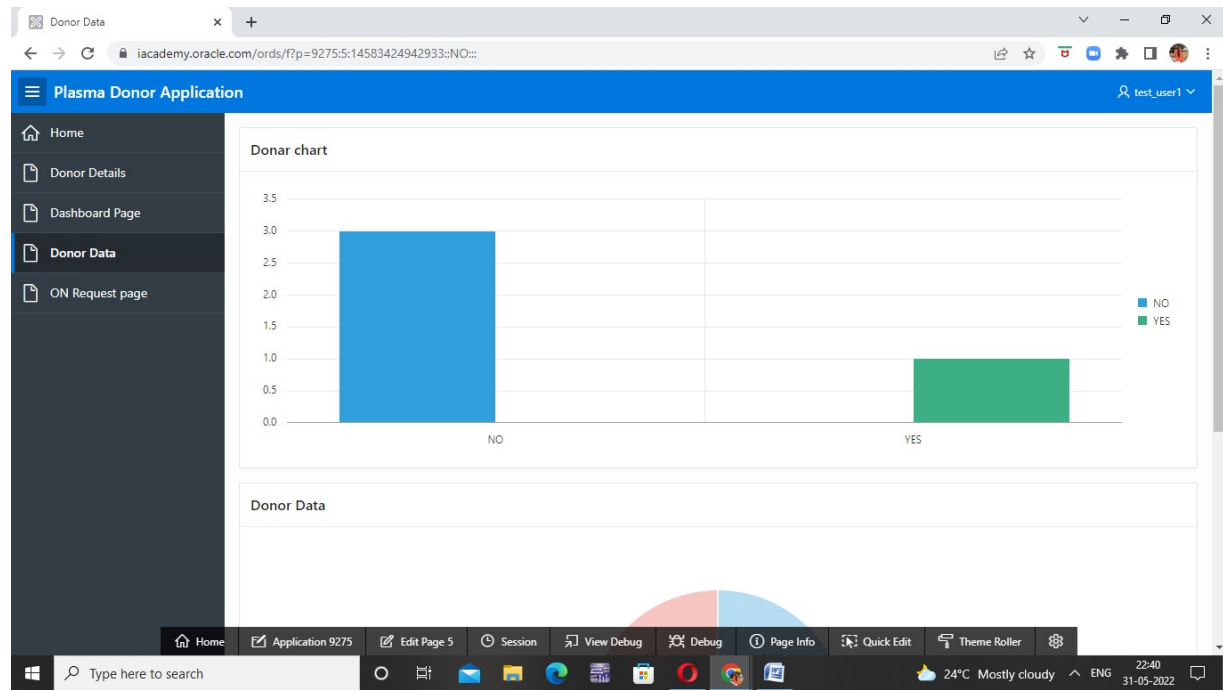 Donor Data
iacademy.oracle.com/ords/f?p=9275:5:14583424942933::NO:::
Plasma Donor Application
test_user1
Home
Donor Details
Dashboard Page
Donor Data
ON Request page
Donar chart
3.5
3.0
2.5
2.0
1.5
1.0
0.5
0.0
NO
YES
NO
YES
Donor Data
Home Application 9275 Edit Page 5 Session View Debug Debug Page Info Quick Edit Theme Roller
Type here to search
24°C Mostly cloudy ENG
22:40
31-05-2022